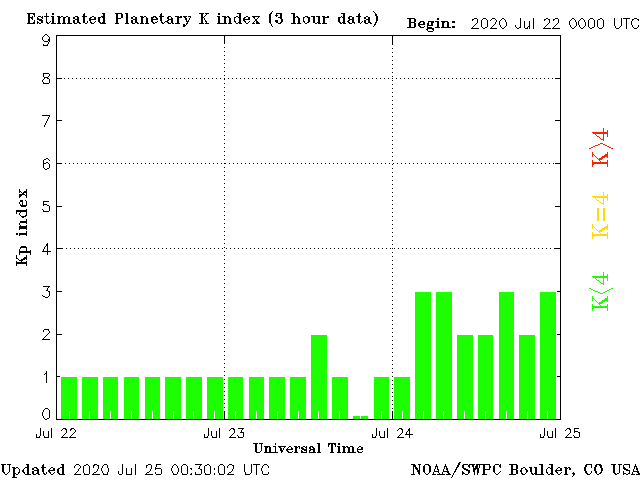 Estimated Planetary K index (3 hour data) Begin: 2020 Jul 22 0000 UTC
9
8
7
6
5
4
3
2
1
0
Kp index
K>4
K=4
K<4
Jul 22 Jul 23 Jul 24 Jul 25
Universal Time
Updated 2020 Jul 25 00:30:02 UTC NOAA/SWPC Boulder, CO USA